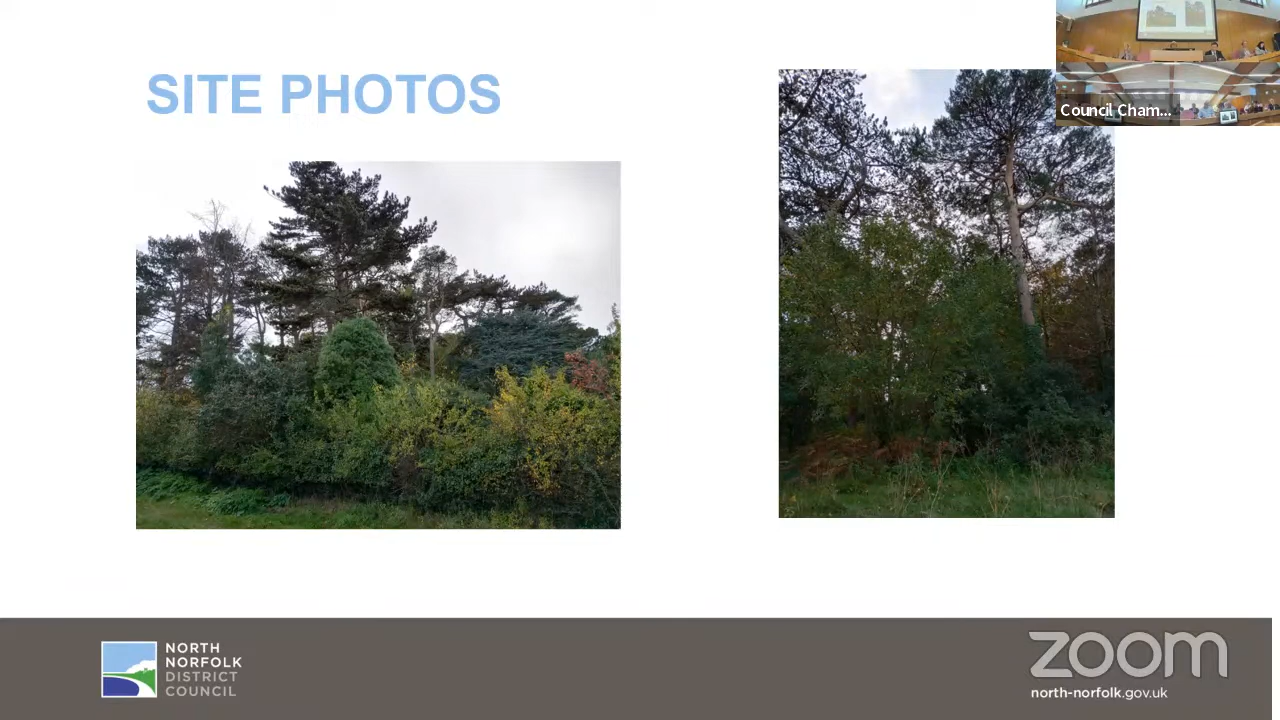 SITE PHOTOS
Council Cham...
NORTH
NORFOLK
DISTRICT
COUNCIL
zoom
north-norfolk.gov.uk